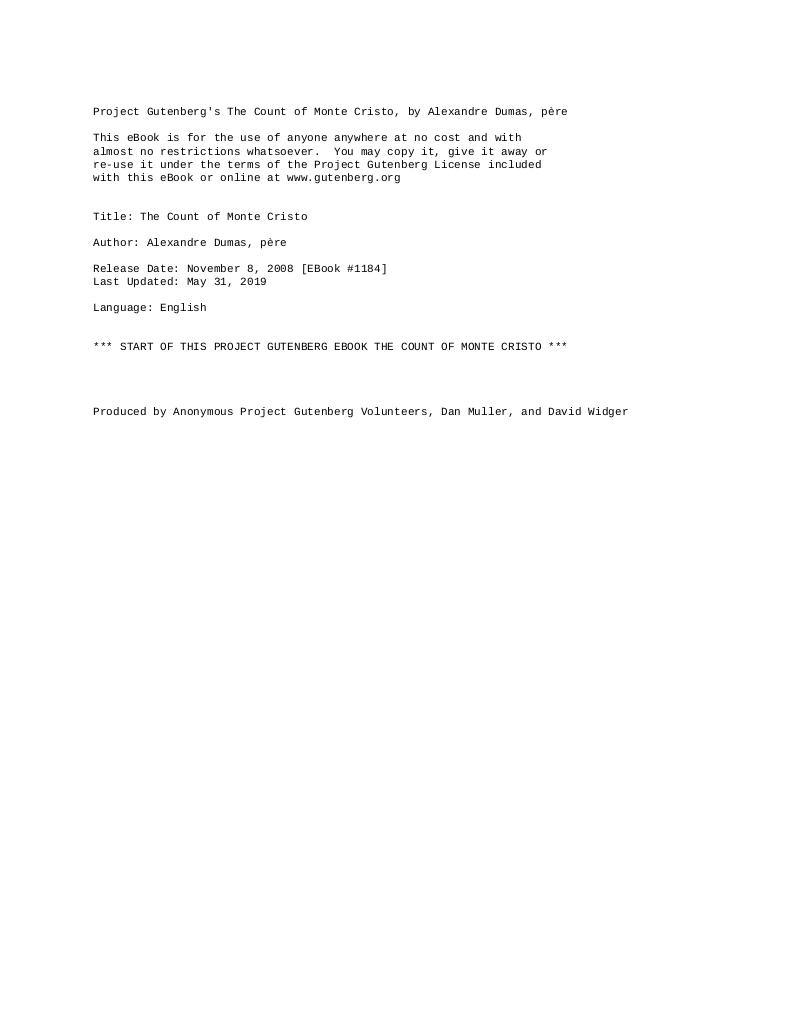 Project Gutenberg's The Count of Monte Cristo, by Alexandre Dumas, père
This eBook is for the use of anyone anywhere at no cost and with
almost no restrictions whatsoever.  You may copy it, give it away or
re-use it under the terms of the Project Gutenberg License included
with this eBook or online at www.gutenberg.org
Title: The Count of Monte Cristo
Author: Alexandre Dumas, père
Release Date: November 8, 2008 [EBook #1184]
Last Updated: May 31, 2019
Language: English
*** START OF THIS PROJECT GUTENBERG EBOOK THE COUNT OF MONTE CRISTO ***
Produced by Anonymous Project Gutenberg Volunteers, Dan Muller, and David Widger